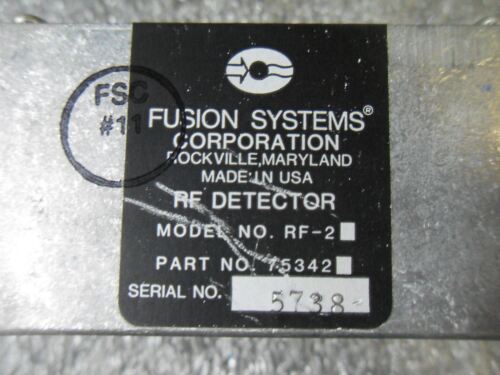 FSC
#11
FUSION SYSTEMS®
CORPORATION
ROCKVILLE, MARYLAND
MADE IN USA
RF DETECTOR
MODEL NO. RF-2
PART NO. 75342
SERIAL NO. 5738